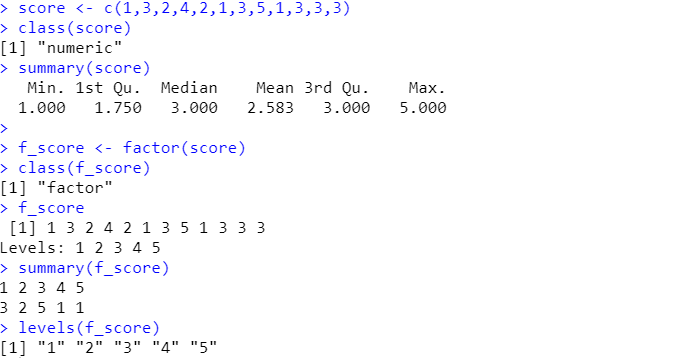 > score <- c(1,3,2,4,2,1,3,5,1,3,3,3)
> class(score)
[1] "numeric"
> summary(score)
   Min. 1st Qu.  Median    Mean 3rd Qu.    Max.
  1.000   1.750   3.000   2.583   3.000   5.000
>
> f_score <- factor(score)
> class(f_score)
[1] "factor"
> f_score
 [1] 1 3 2 4 2 1 3 5 1 3 3 3
Levels: 1 2 3 4 5
> summary(f_score)
1 2 3 4 5
3 2 5 1 1
> levels(f_score)
[1] "1" "2" "3" "4" "5"